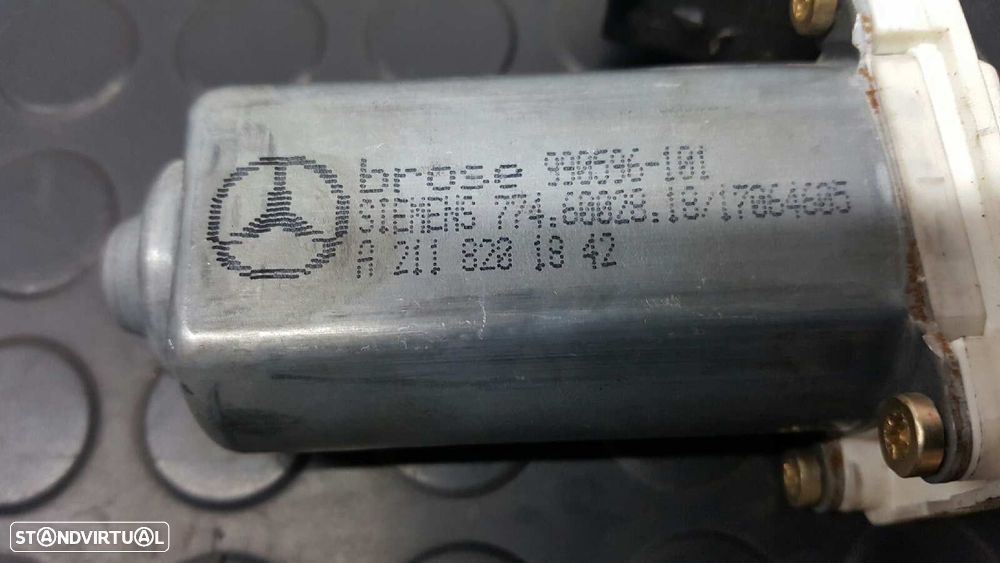 brose 990596-101
SIEMENS 774.60028.18/17064605
A 211 820 18 42
STANDVIRTUAL